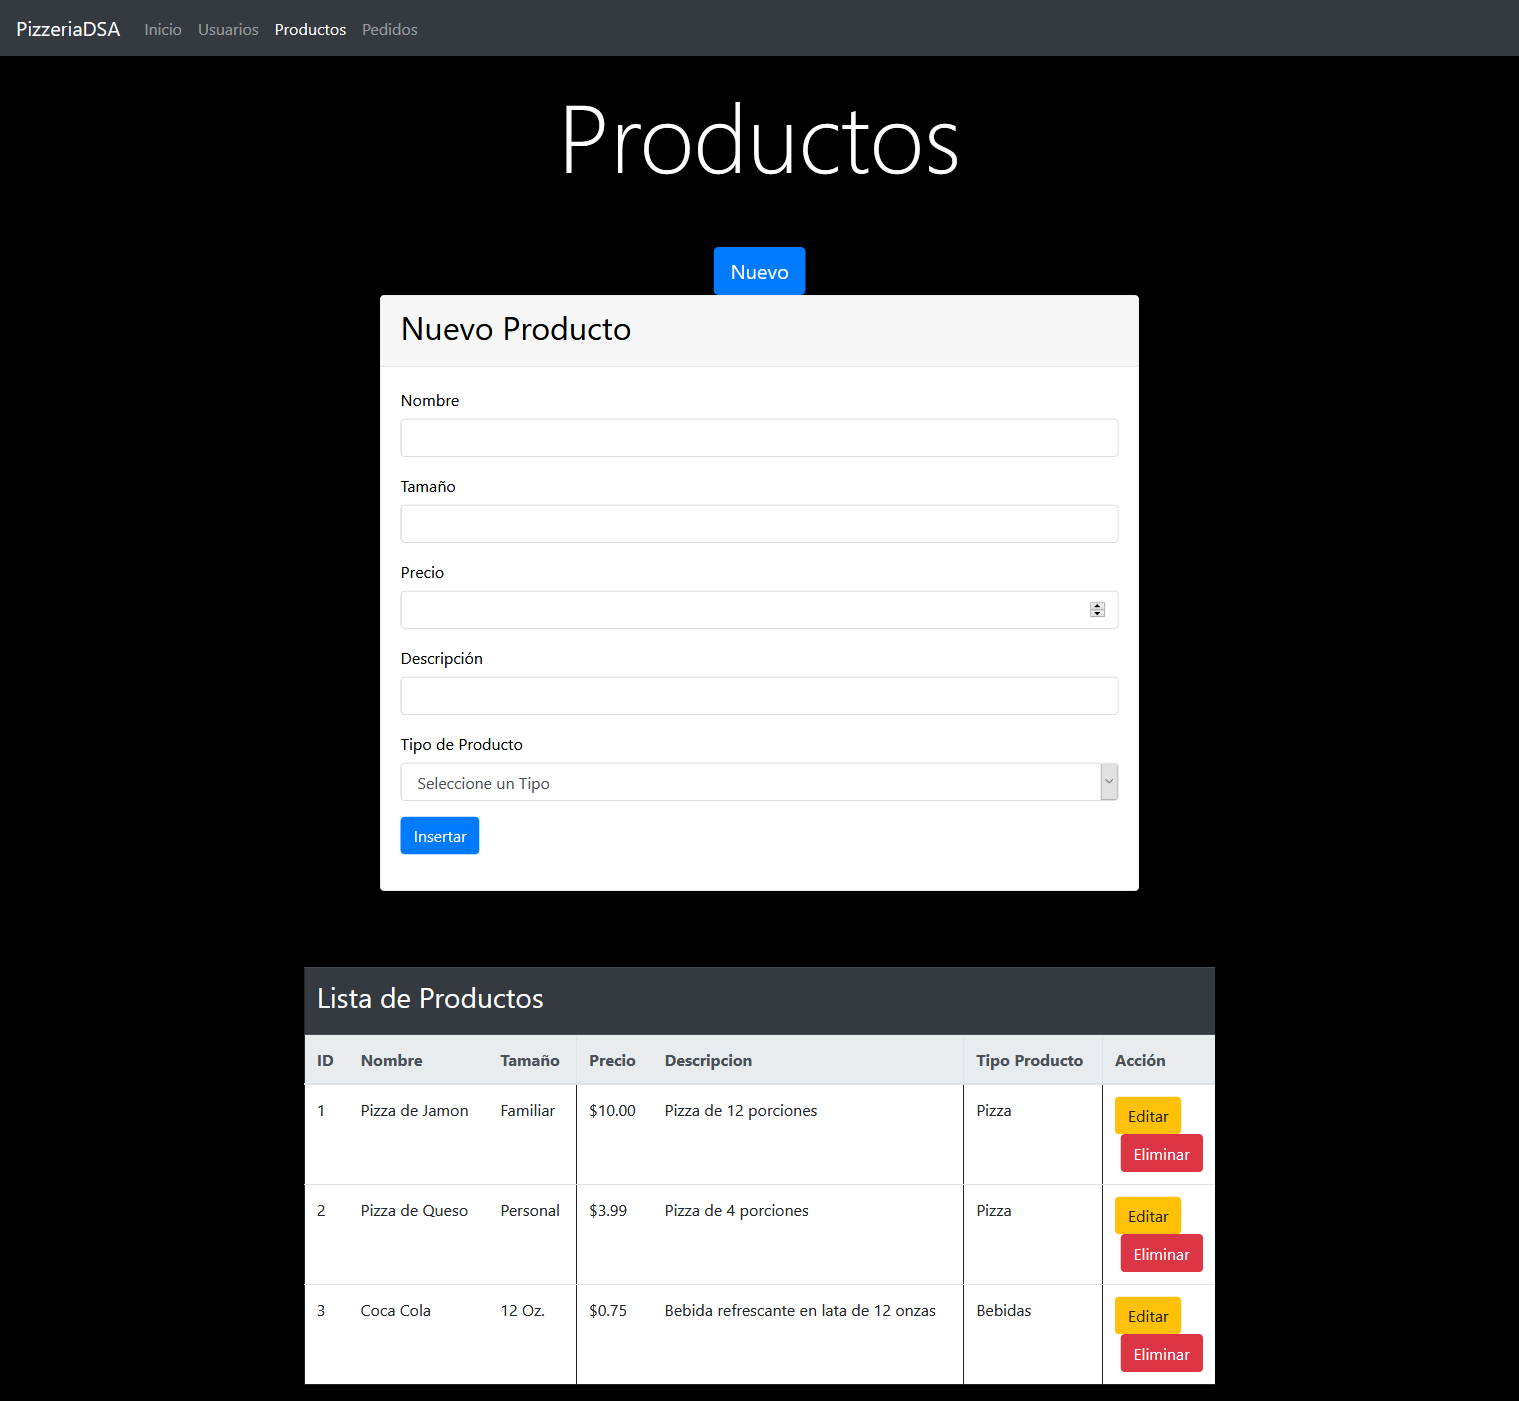 PizzeriaDSA Inicio Usuarios Productos Pedidos
Productos
Nuevo
Nuevo Producto
Nombre
Tamaño
Precio
Descripción
Tipo de Producto
Seleccione un Tipo
Insertar
Lista de Productos
ID Nombre Tamaño Precio Descripcion Tipo Producto Acción
1 Pizza de Jamon Familiar $10.00 Pizza de 12 porciones Pizza Editar
Eliminar
2 Pizza de Queso Personal $3.99 Pizza de 4 porciones Pizza Editar
Eliminar
3 Coca Cola 12 Oz. $0.75 Bebida refrescante en lata de 12 onzas Bebidas Editar
Eliminar